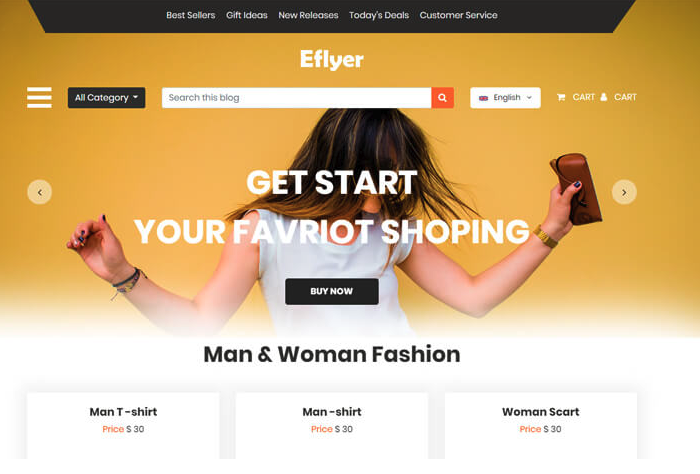 Best Sellers Gift Ideas New Releases Today's Deals Customer Service
Eflyer
All Category Search this blog English CART CART
GET START
YOUR FAVRIOT SHOPING
BUY NOW
Man & Woman Fashion
Man T -shirt Man -shirt Woman Scart
Price $ 30 Price $ 30 Price $ 30